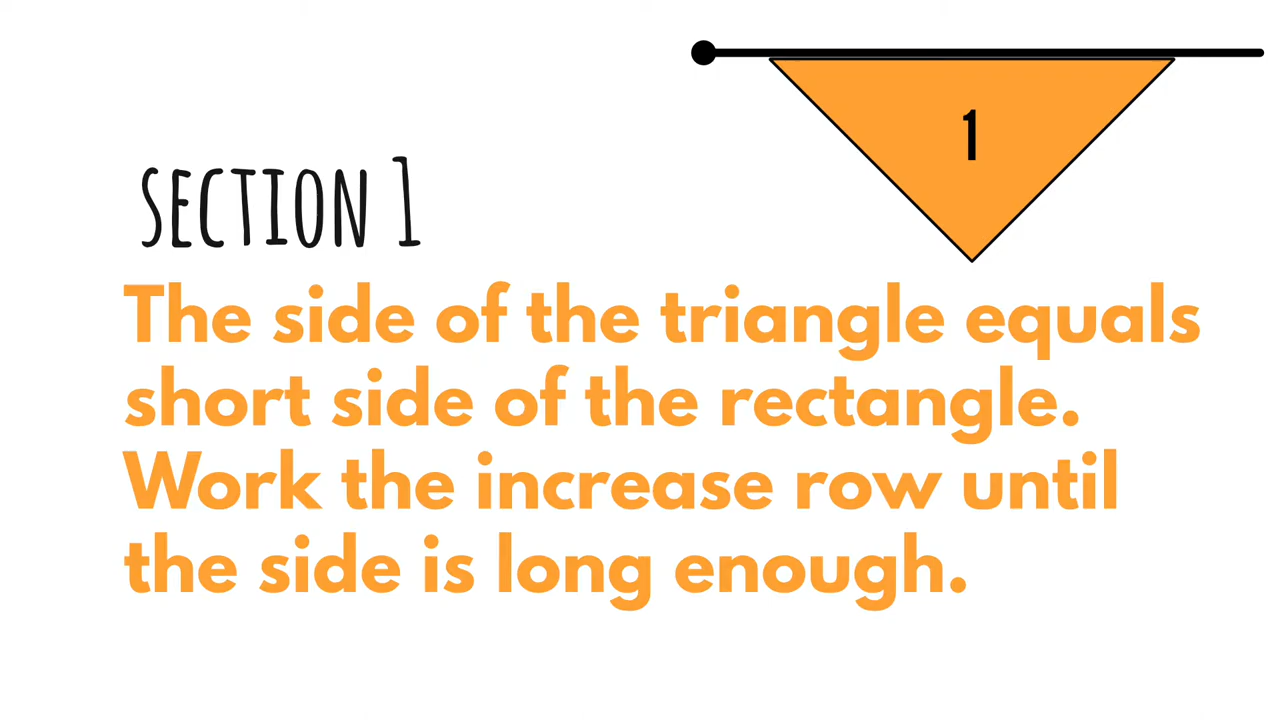 1
SECTION 1
The side of the triangle equals
short side of the rectangle.
Work the increase row until
the side is long enough.